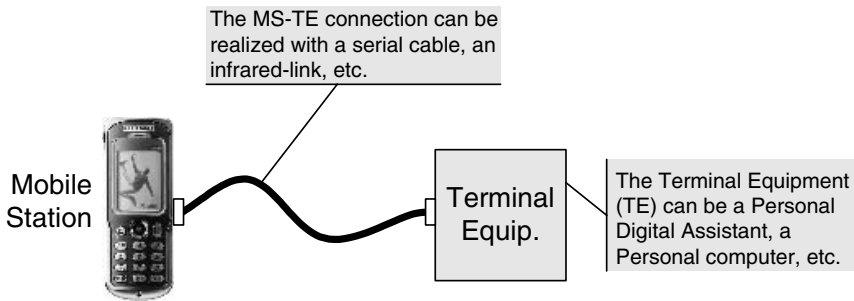 The MS-TE connection can be
realized with a serial cable, an
infrared-link, etc.
Mobile
Station
Terminal
Equip.
The Terminal Equipment
(TE) can be a Personal
Digital Assistant, a
Personal computer, etc.